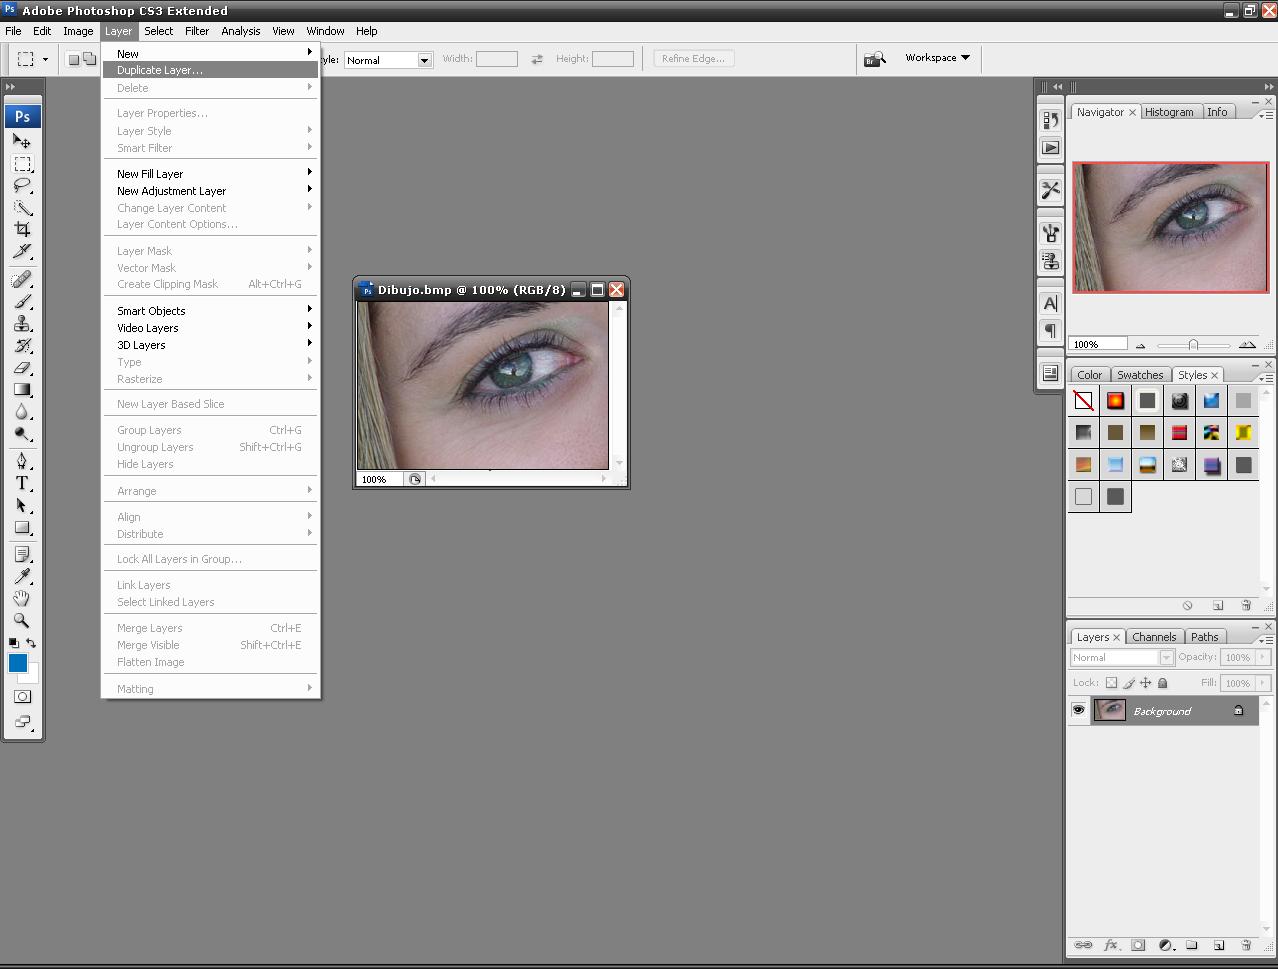 Ps Adobe Photoshop CS3 Extended
File Edit Image Layer Select Filter Analysis View Window Help
Normal Width: Height: Refine Edge... Br Workspace
New
Duplicate Layer...
Delete
Layer Properties...
Layer Style
Smart Filter
New Fill Layer
New Adjustment Layer
Change Layer Content
Layer Content Options...
Layer Mask
Vector Mask
Create Clipping Mask Alt+Ctrl+G
Smart Objects
Video Layers
3D Layers
Type
Rasterize
New Layer Based Slice
Group Layers Ctrl+G
Ungroup Layers Shift+Ctrl+G
Hide Layers
Arrange
Align
Distribute
Lock All Layers in Group...
Link Layers
Select Linked Layers
Merge Layers Ctrl+E
Merge Visible Shift+Ctrl+E
Flatten Image
Matting
Ps
T
Ps Dibujo.bmp @ 100% (RGB/8)
100%
A
Navigator Histogram Info
100%
Color Swatches Styles
Layers Channels Paths
Normal Opacity: 100%
Lock: Fill: 100%
Background
fx